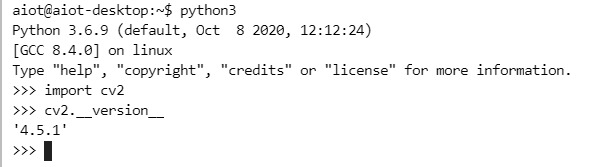 aiot@aiot-desktop:~$ python3
Python 3.6.9 (default, Oct  8 2020, 12:12:24)
[GCC 8.4.0] on linux
Type "help", "copyright", "credits" or "license" for more information.
>>> import cv2
>>> cv2.__version__
'4.5.1'
>>>